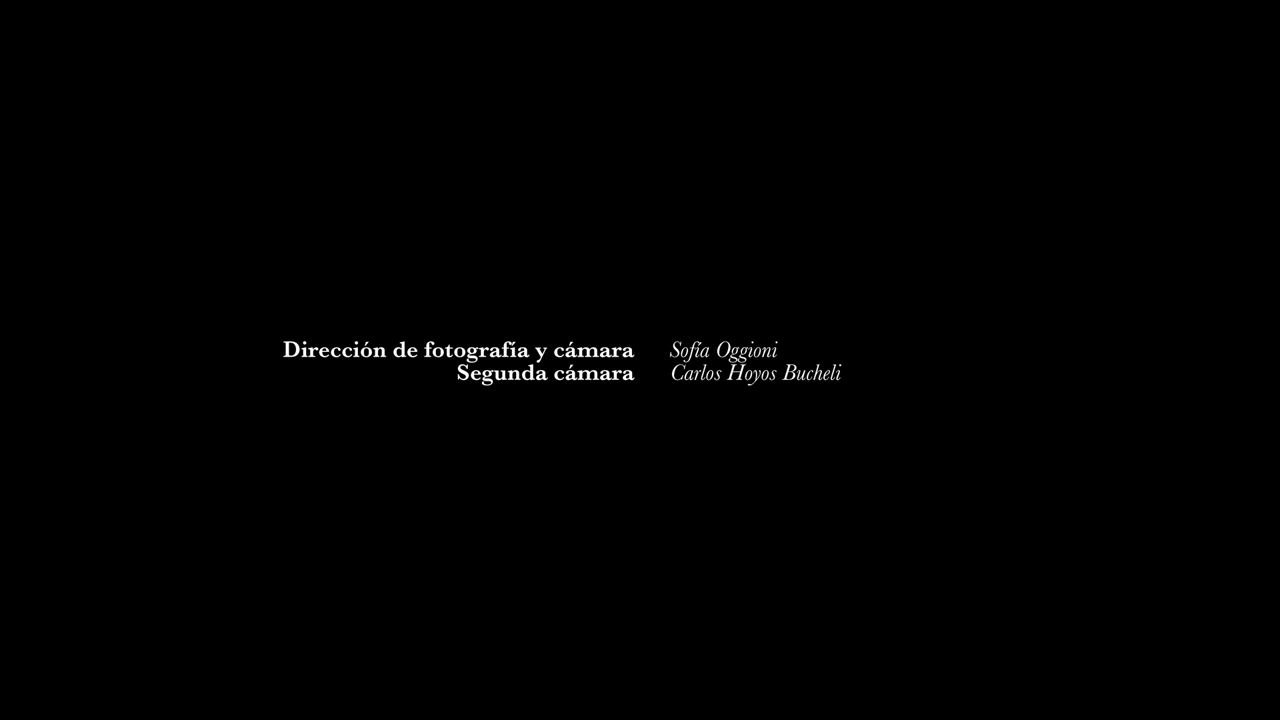 Dirección de fotografía y cámara Sofía Oggioni
Segunda cámara Carlos Hoyos Bucheli